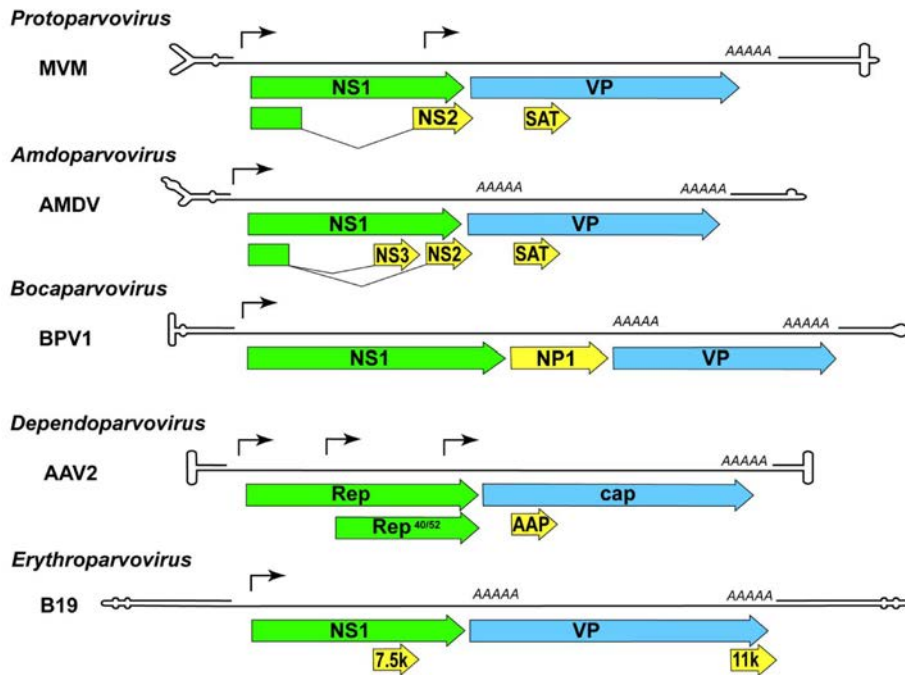 Protoparvovirus
MVM
AAAAA
NS1 VP
NS2 SAT
Amdoparvovirus
AMDV
AAAAA AAAAA
NS1 VP
NS3 NS2 SAT
Bocaparvovirus
BPV1
AAAAA AAAAA
NS1 NP1 VP
Dependoparvovirus
AAV2
AAAAA
Rep cap
Rep 40/52 AAP
Erythroparvovirus
B19
AAAAA AAAAA
NS1 VP
7.5k 11k